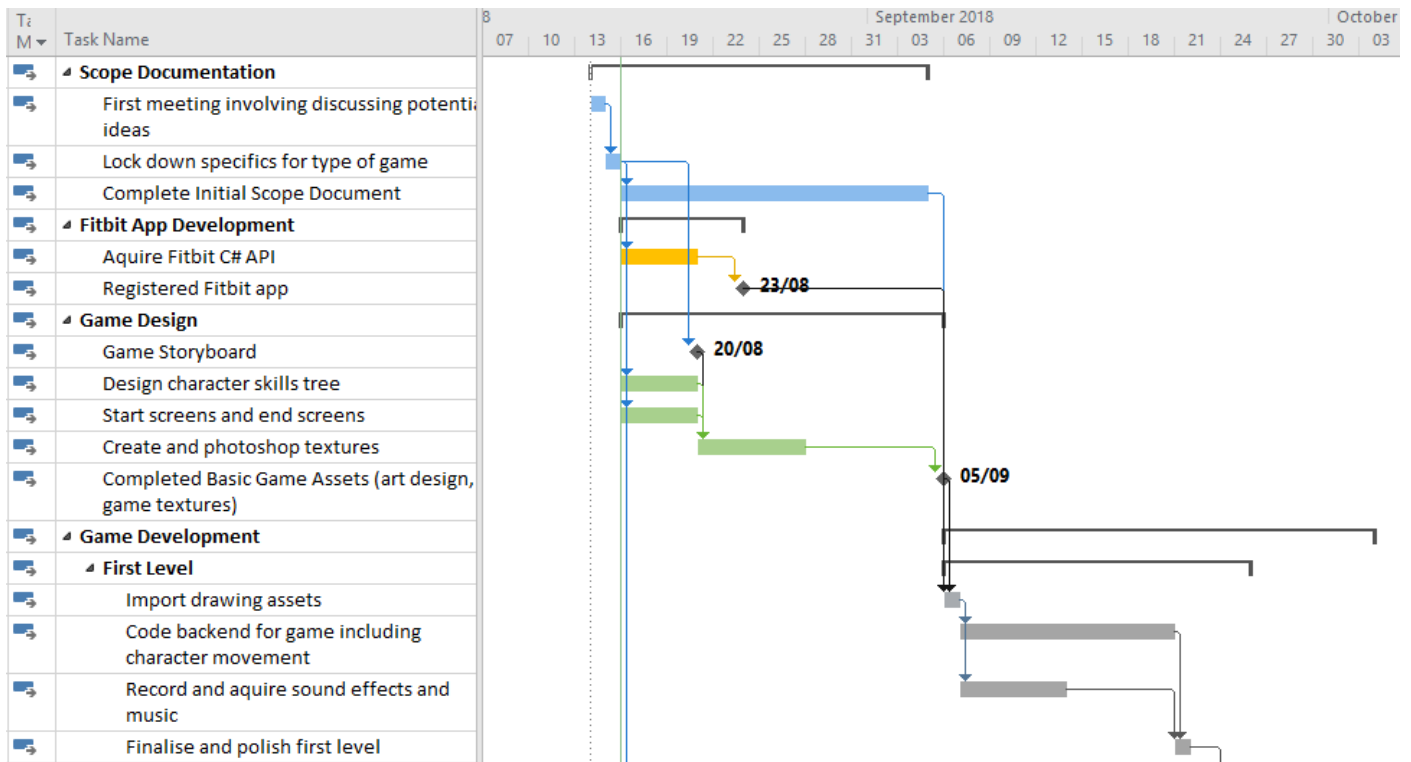 Ta
8
September 2018
October
M
Task Name
07 10 13 16 19 22 25 28 31 03 06 09 12 15 18 21 24 27 30 03
Scope Documentation
First meeting involving discussing potentia
ideas
Lock down specifics for type of game
Complete Initial Scope Document
Fitbit App Development
Aquire Fitbit C# API
Registered Fitbit app
23/08
Game Design
Game Storyboard
20/08
Design character skills tree
Start screens and end screens
Create and photoshop textures
Completed Basic Game Assets (art design,
game textures)
05/09
Game Development
First Level
Import drawing assets
Code backend for game including
character movement
Record and aquire sound effects and
music
Finalise and polish first level